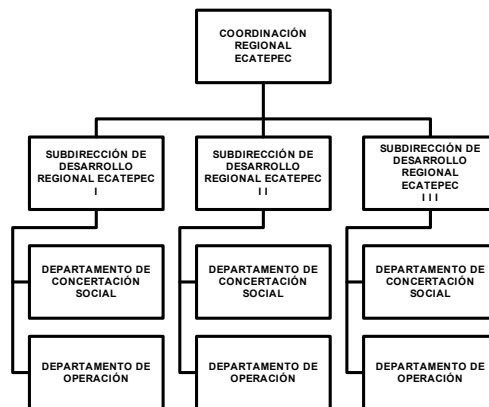 COORDINACIÓN
REGIONAL
ECATEPEC
SUBDIRECCIÓN DE
DESARROLLO
REGIONAL ECATEPEC
I
SUBDIRECCIÓN DE
DESARROLLO
REGIONAL ECATEPEC
I I
SUBDIRECCIÓN DE
DESARROLLO
REGIONAL
ECATEPEC
I I I
DEPARTAMENTO DE
CONCERTACIÓN
SOCIAL
DEPARTAMENTO DE
CONCERTACIÓN
SOCIAL
DEPARTAMENTO DE
CONCERTACIÓN
SOCIAL
DEPARTAMENTO DE
OPERACIÓN
DEPARTAMENTO DE
OPERACIÓN
DEPARTAMENTO DE
OPERACIÓN